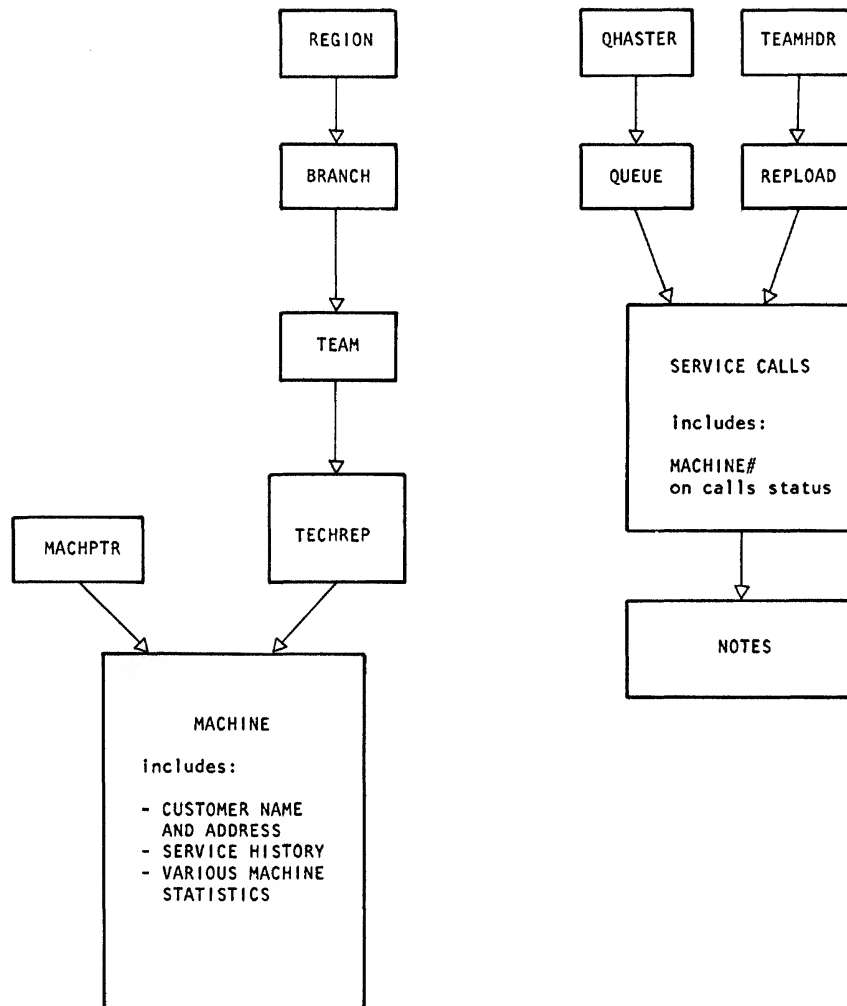 REGION
QHASTER
TEAMHDR
BRANCH
QUEUE
REPLOAD
TEAM
SERVICE CALLS
includes:
MACHINE#
on calls status
TECHREP
MACHPTR
NOTES
MACHINE
includes:
- CUSTOMER NAME
AND ADDRESS
- SERVICE HISTORY
- VARIOUS MACHINE
STATISTICS